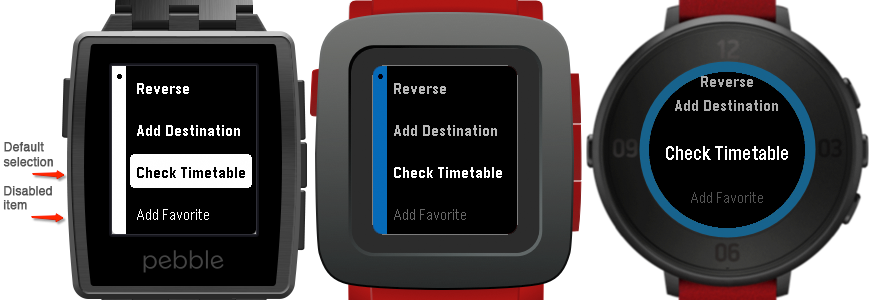 Default
selection
Disabled
item
Reverse
Add Destination
Check Timetable
Add Favorite
pebble
Reverse
Add Destination
Check Timetable
Add Favorite
12
09
03
06
Reverse
Add Destination
Check Timetable
Add Favorite